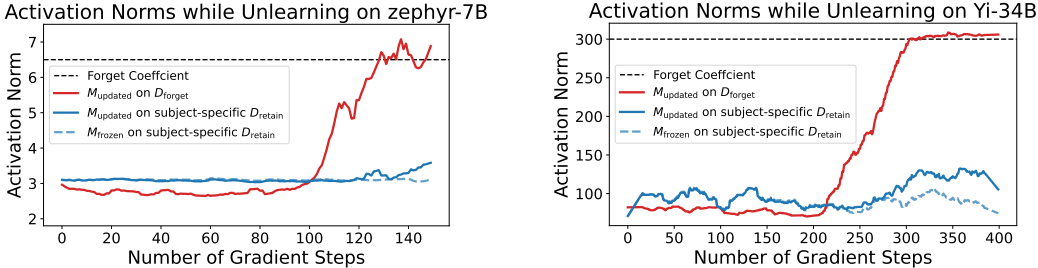 Activation Norms while Unlearning on zephyr-7B
7
6
5
4
3
2
Activation Norm
Forget Coeffcient
M_updated on D_forget
M_updated on subject-specific D_retain
M_frozen on subject-specific D_retain
0 20 40 60 80 100 120 140
Number of Gradient Steps
Activation Norms while Unlearning on Yi-34B
300
250
200
150
100
Activation Norm
Forget Coeffcient
M_updated on D_forget
M_updated on subject-specific D_retain
M_frozen on subject-specific D_retain
0 50 100 150 200 250 300 350 400
Number of Gradient Steps